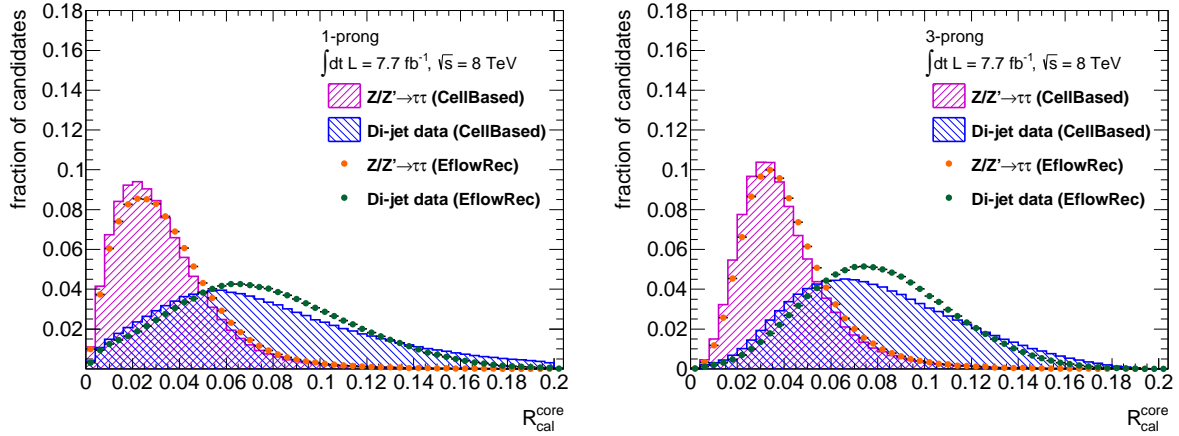 fraction of candidates
0.18
0.16
0.14
0.12
0.1
0.08
0.06
0.04
0.02
0
1-prong
∫dt L = 7.7 fb⁻¹, √s = 8 TeV
Z/Z'→ττ (CellBased)
Di-jet data (CellBased)
Z/Z'→ττ (EflowRec)
Di-jet data (EflowRec)
0 0.02 0.04 0.06 0.08 0.1 0.12 0.14 0.16 0.18 0.2
R_cal^core
fraction of candidates
0.18
0.16
0.14
0.12
0.1
0.08
0.06
0.04
0.02
0
3-prong
∫dt L = 7.7 fb⁻¹, √s = 8 TeV
Z/Z'→ττ (CellBased)
Di-jet data (CellBased)
Z/Z'→ττ (EflowRec)
Di-jet data (EflowRec)
0 0.02 0.04 0.06 0.08 0.1 0.12 0.14 0.16 0.18 0.2
R_cal^core